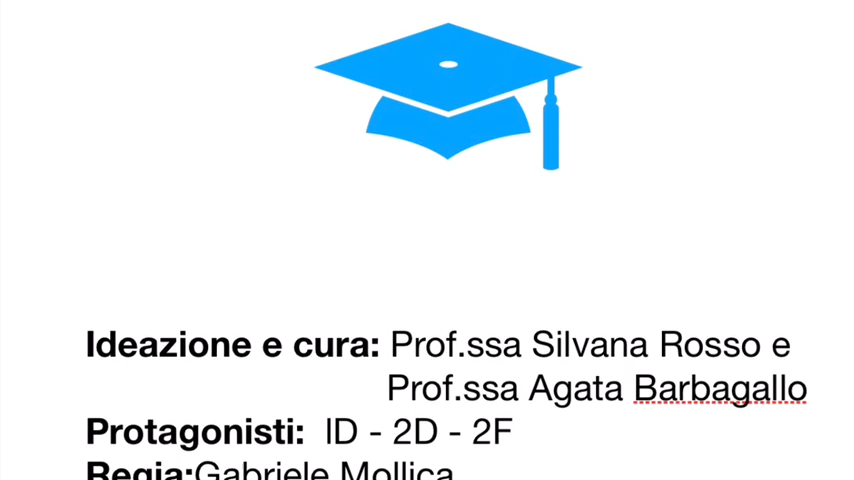 Ideazione e cura: Prof.ssa Silvana Rosso e
Prof.ssa Agata Barbagallo
Protagonisti: ID - 2D - 2F
Regia:Gabriele Mollica